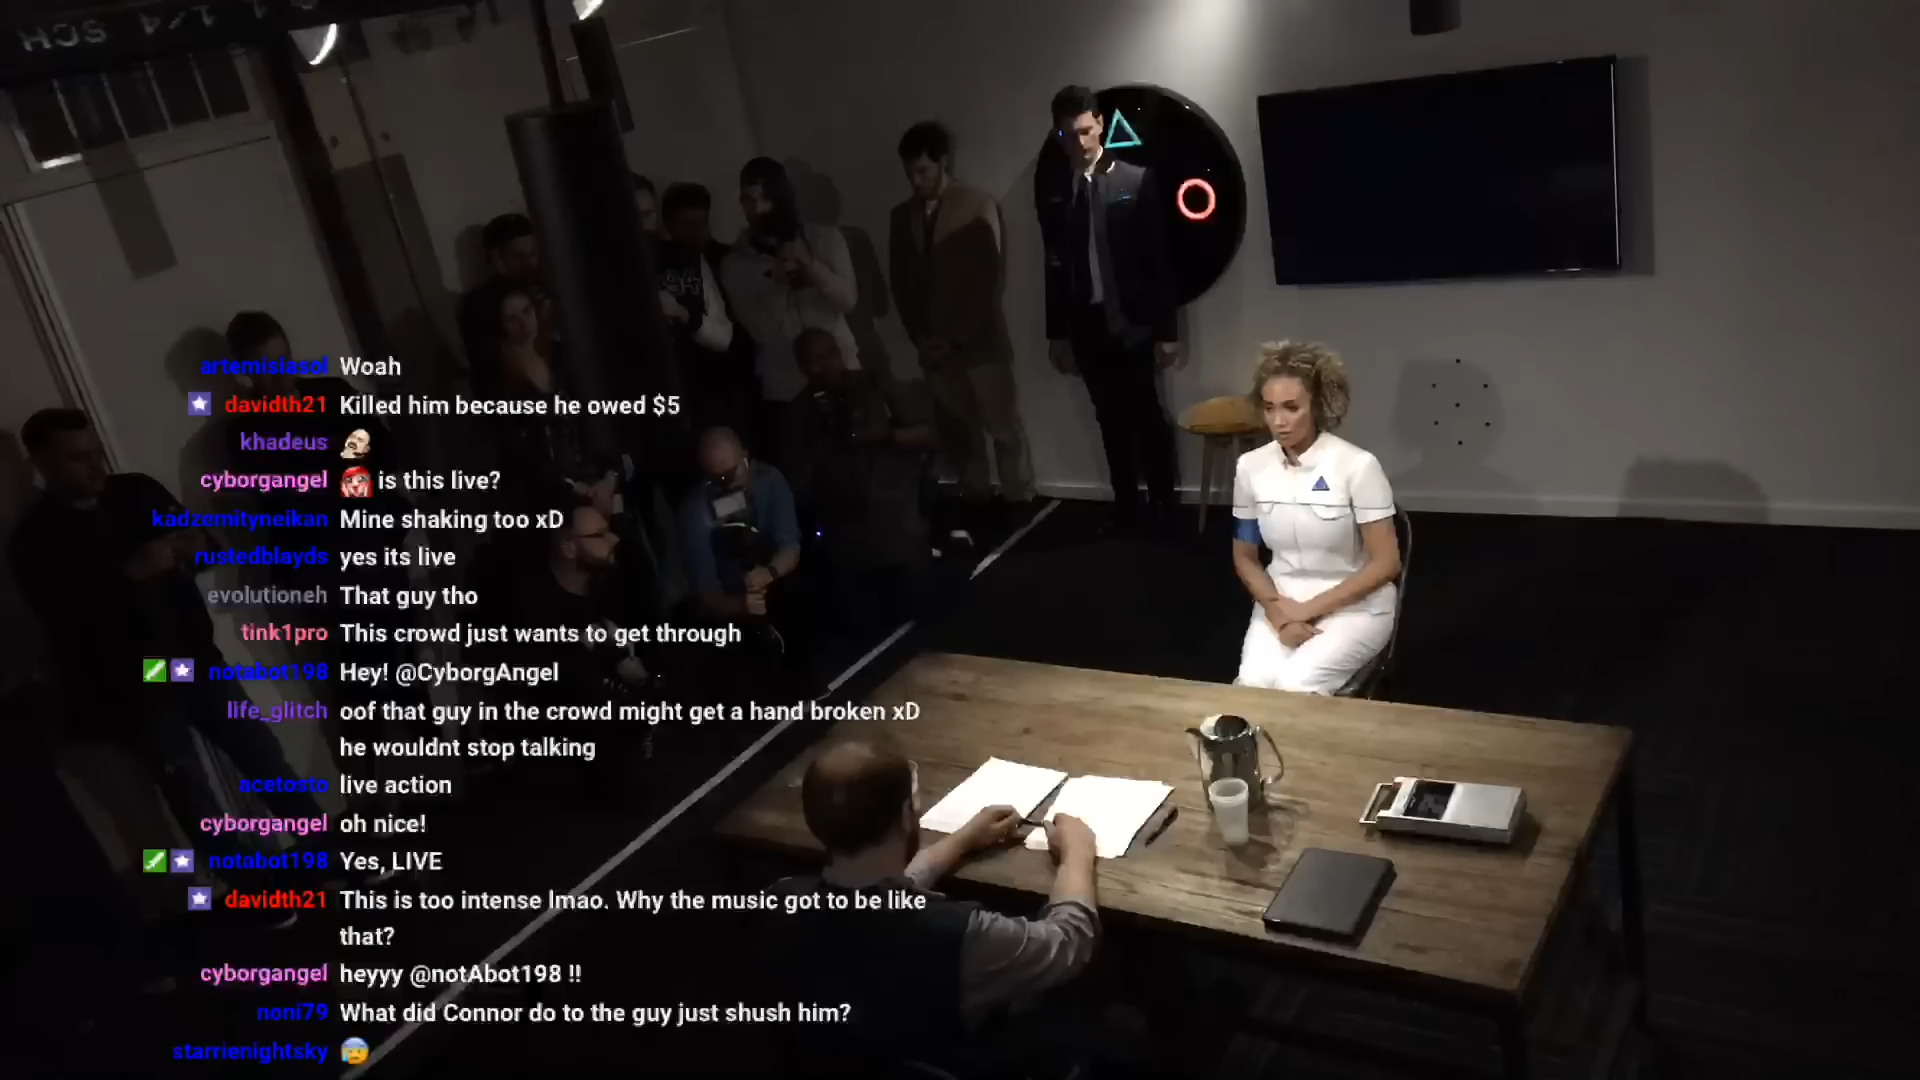 artemisiasol Woah
davidth21 Killed him because he owed $5
khadeus
cyborgangel is this live?
kadzemityneikan Mine shaking too xD
rustedblayds yes its live
evolutioneh That guy tho
tink1pro This crowd just wants to get through
notabot198 Hey! @CyborgAngel
life_glitch oof that guy in the crowd might get a hand broken xD
he wouldnt stop talking
acetosto live action
cyborgangel oh nice!
notabot198 Yes, LIVE
davidth21 This is too intense lmao. Why the music got to be like
that?
cyborgangel heyyy @notAbot198 !!
noni79 What did Connor do to the guy just shush him?
starrienightsky